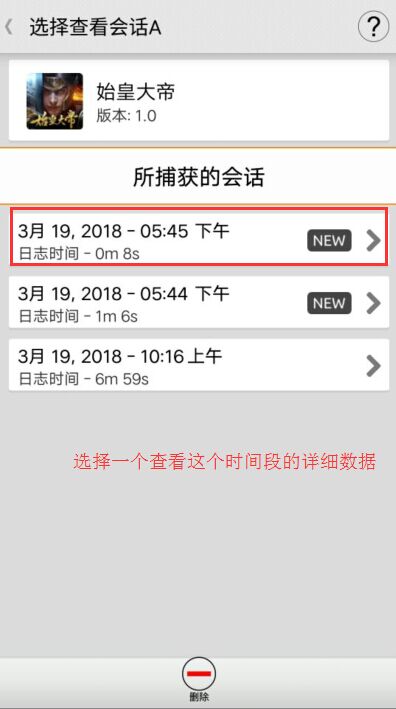 选择查看会话A
?
始皇大帝
始皇大帝
版本: 1.0
所捕获的会话
3月 19, 2018 - 05:45 下午
NEW
日志时间 - 0m 8s
3月 19, 2018 - 05:44 下午
NEW
日志时间 - 1m 6s
3月 19, 2018 - 10:16 上午
日志时间 - 6m 59s
选择一个查看这个时间段的详细数据
删除